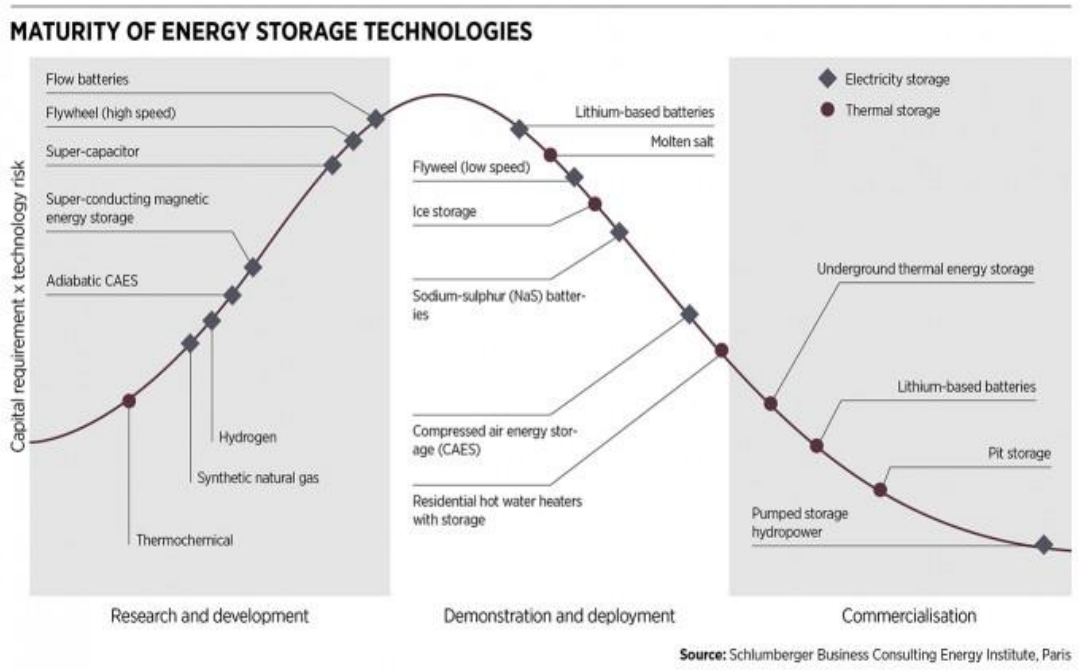 MATURITY OF ENERGY STORAGE TECHNOLOGIES
Capital requirement x technology risk
Flow batteries
Flywheel (high speed)
Super-capacitor
Super-conducting magnetic
energy storage
Adiabatic CAES
Hydrogen
Synthetic natural gas
Thermochemical
Lithium-based batteries
Molten salt
Flyweel (low speed)
Ice storage
Sodium-sulphur (NaS) batter-
ies
Compressed air energy stor-
age (CAES)
Residential hot water heaters
with storage
Electricity storage
Thermal storage
Underground thermal energy storage
Lithium-based batteries
Pit storage
Pumped storage
hydropower
Research and development
Demonstration and deployment
Commercialisation
Source: Schlumberger Business Consulting Energy Institute, Paris